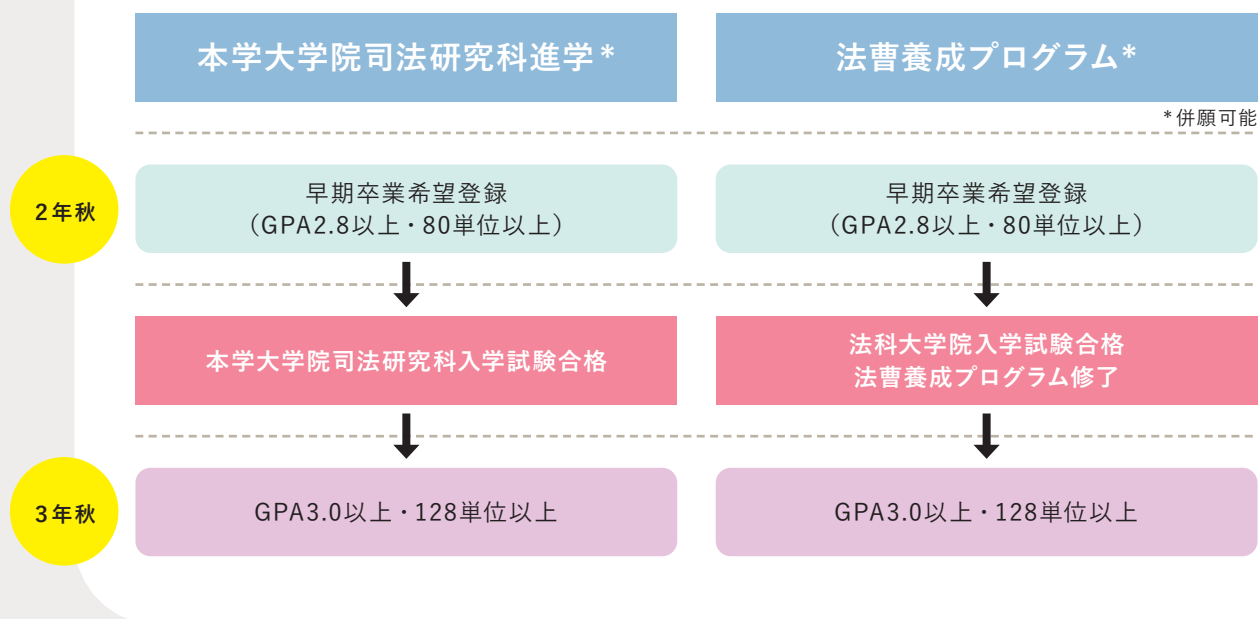 本学大学院司法研究科進学*
法曹養成プログラム*
*併願可能
2年秋
早期卒業希望登録
（GPA2.8以上・80単位以上）
早期卒業希望登録
（GPA2.8以上・80単位以上）
本学大学院司法研究科入学試験合格
法科大学院入学試験合格
法曹養成プログラム修了
3年秋
GPA3.0以上・128単位以上
GPA3.0以上・128単位以上